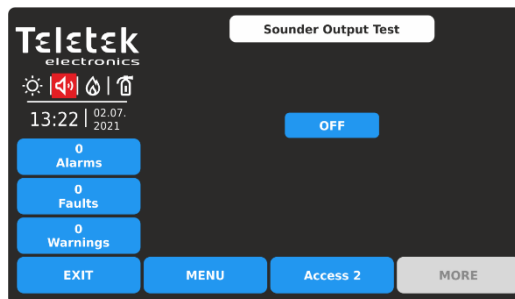 Sounder Output Test
Tεlεtεk
electronics
13:22 | 02.07.
2021
OFF
0
Alarms
0
Faults
0
Warnings
EXIT
MENU
Access 2
MORE